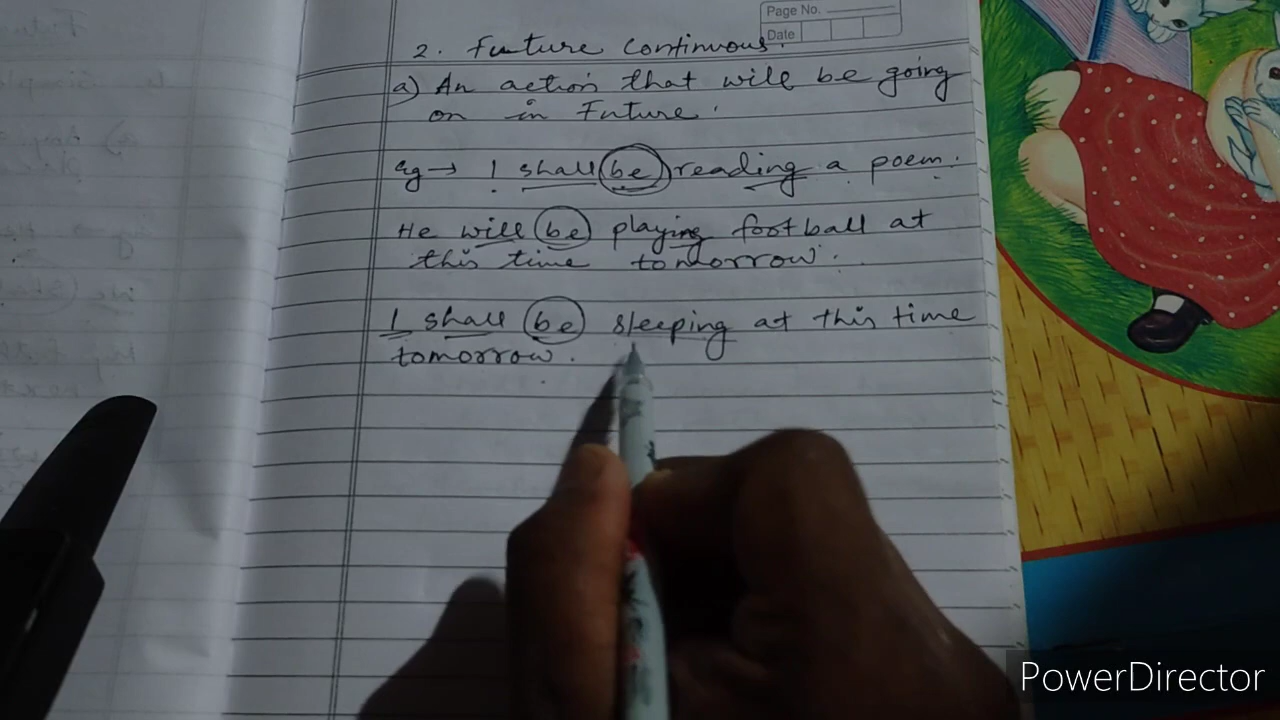 Page No.
Date
2. Future Continuous.
a) An action that will be going
on in Future.
eg → I shall be reading a poem.
He will be playing football at
this time tomorrow.
I shall be sleeping at this time
tomorrow.
PowerDirector